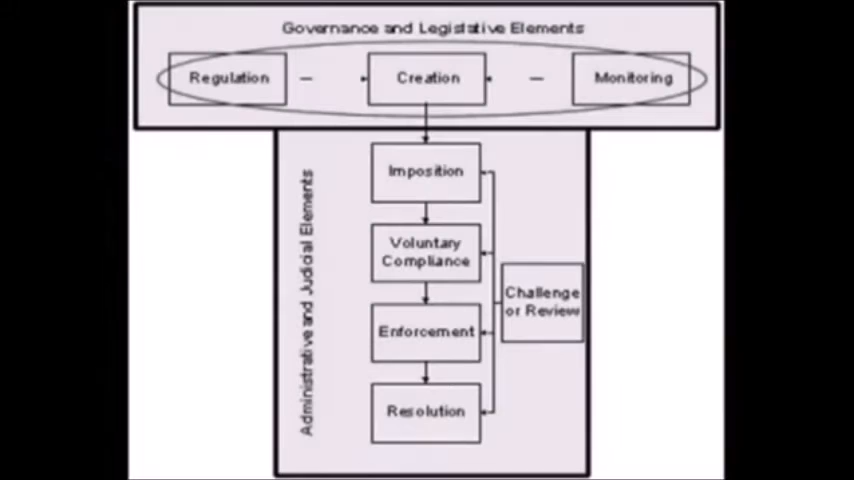 Governance and Legislative Elements
Regulation
Creation
Monitoring
Administrative and Judicial Elements
Imposition
Voluntary
Compliance
Challenge
or Review
Enforcement
Resolution